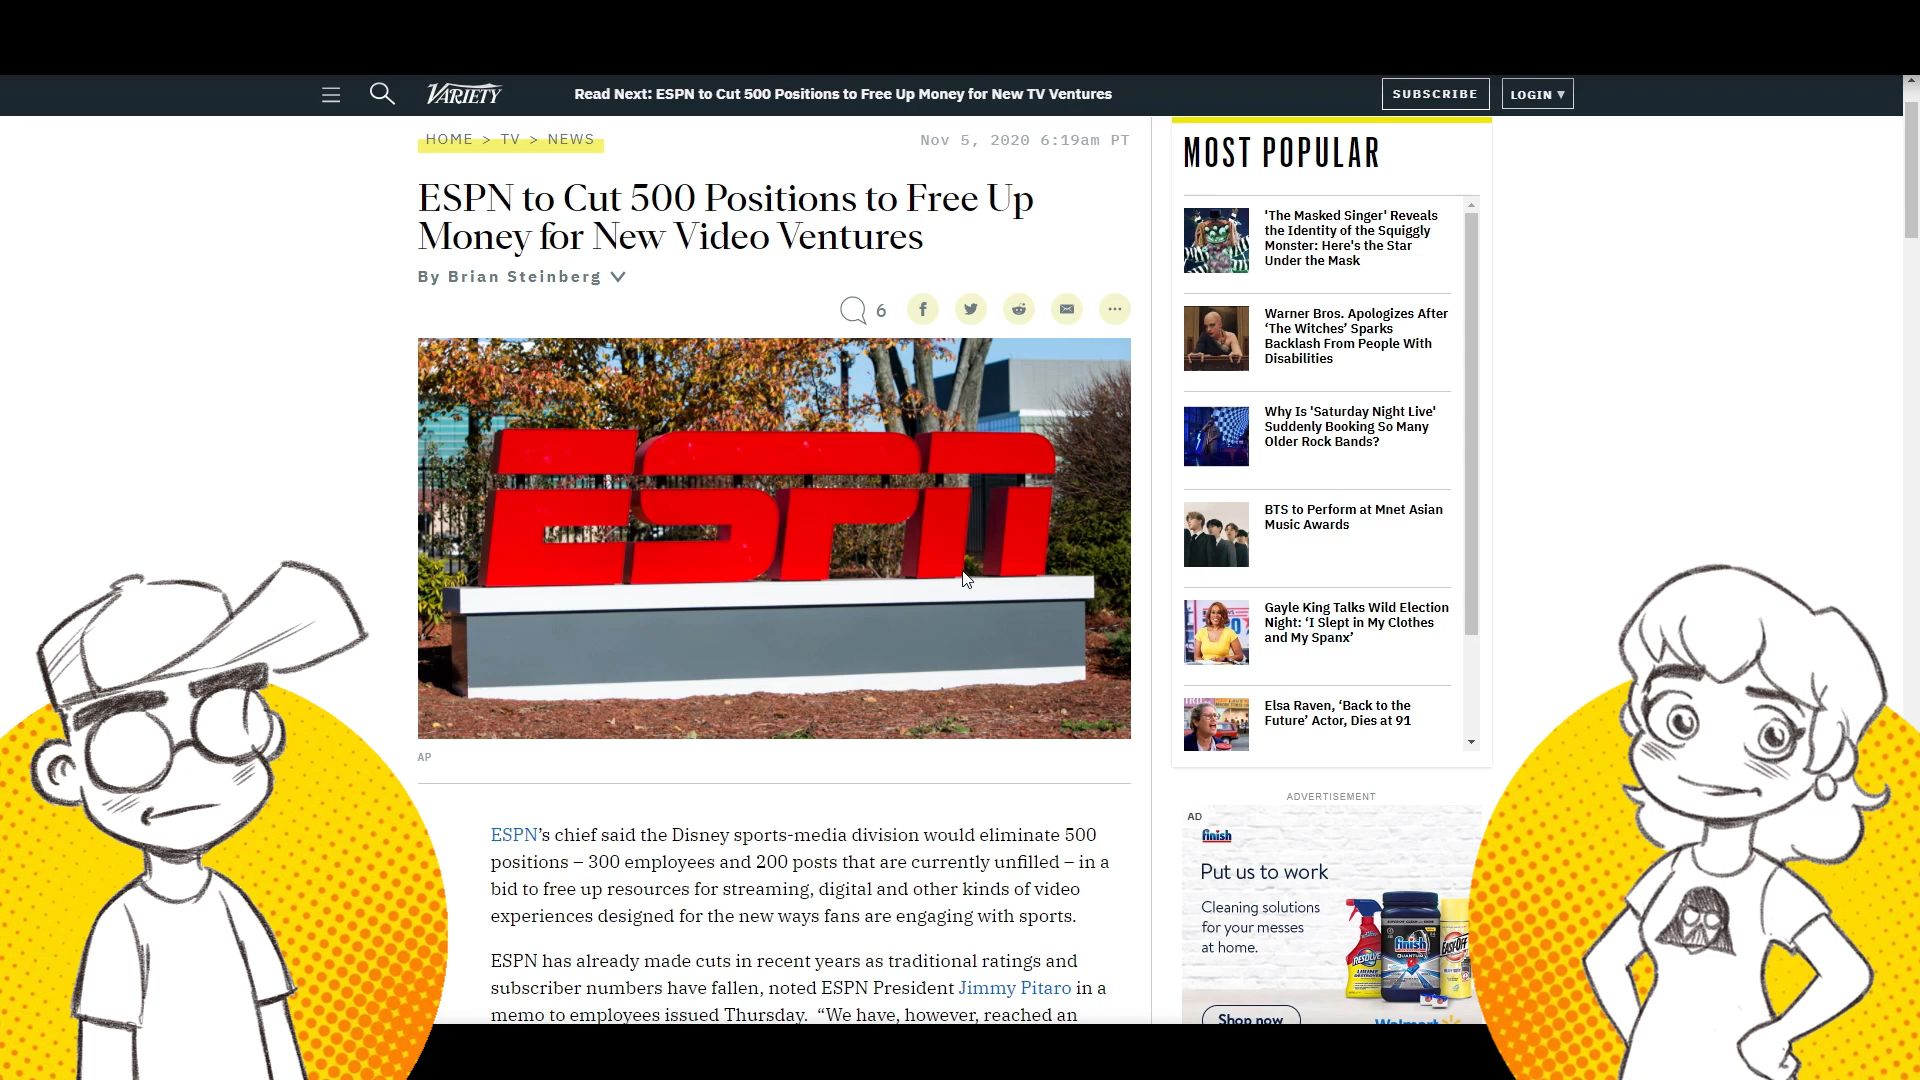 VARIETY
Read Next: ESPN to Cut 500 Positions to Free Up Money for New TV Ventures
SUBSCRIBE
LOGIN ▾
HOME > TV > NEWS
Nov 5, 2020 6:19am PT
ESPN to Cut 500 Positions to Free Up
Money for New Video Ventures
By Brian Steinberg
6
ESPN
AP
ESPN’s chief said the Disney sports-media division would eliminate 500
positions – 300 employees and 200 posts that are currently unfilled – in a
bid to free up resources for streaming, digital and other kinds of video
experiences designed for the new ways fans are engaging with sports.
ESPN has already made cuts in recent years as traditional ratings and
subscriber numbers have fallen, noted ESPN President Jimmy Pitaro in a
memo to employees issued Thursday. “We have, however, reached an
MOST POPULAR
'The Masked Singer' Reveals
the Identity of the Squiggly
Monster: Here's the Star
Under the Mask
Warner Bros. Apologizes After
‘The Witches’ Sparks
Backlash From People With
Disabilities
Why Is 'Saturday Night Live'
Suddenly Booking So Many
Older Rock Bands?
BTS to Perform at Mnet Asian
Music Awards
Gayle King Talks Wild Election
Night: ‘I Slept in My Clothes
and My Spanx’
Elsa Raven, ‘Back to the
Future’ Actor, Dies at 91
ADVERTISEMENT
AD
finish
Put us to work
Cleaning solutions
for your messes
at home.
RESOLVE
URINE
DESTROYER
finish
QUANTUM
EASY-OFF
Shop now
Walmart